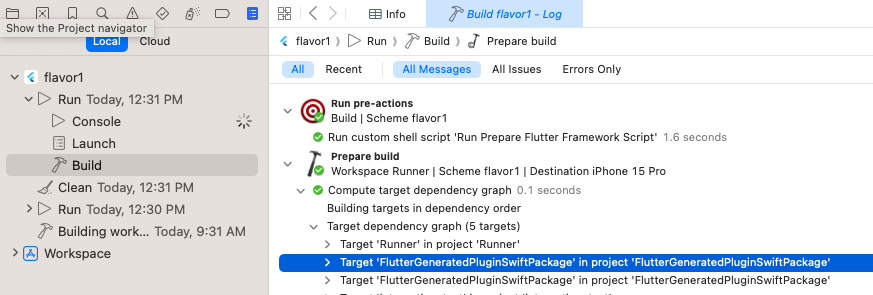 Show the Project navigator
Local
Cloud
flavor1
Run Today, 12:31 PM
Console
Launch
Build
Clean Today, 12:31 PM
Run Today, 12:30 PM
Building work... Today, 9:31 AM
Workspace
Info
Build flavor1 - Log
flavor1 〉 Run 〉 Build 〉 Prepare build
All
Recent
All Messages
All Issues
Errors Only
Run pre-actions
Build | Scheme flavor1
Run custom shell script 'Run Prepare Flutter Framework Script' 1.6 seconds
Prepare build
Workspace Runner | Scheme flavor1 | Destination iPhone 15 Pro
Compute target dependency graph 0.1 seconds
Building targets in dependency order
Target dependency graph (5 targets)
Target 'Runner' in project 'Runner'
Target 'FlutterGeneratedPluginSwiftPackage' in project 'FlutterGeneratedPluginSwiftPackage'
Target 'FlutterGeneratedPluginSwiftPackage' in project 'FlutterGeneratedPluginSwiftPackage'